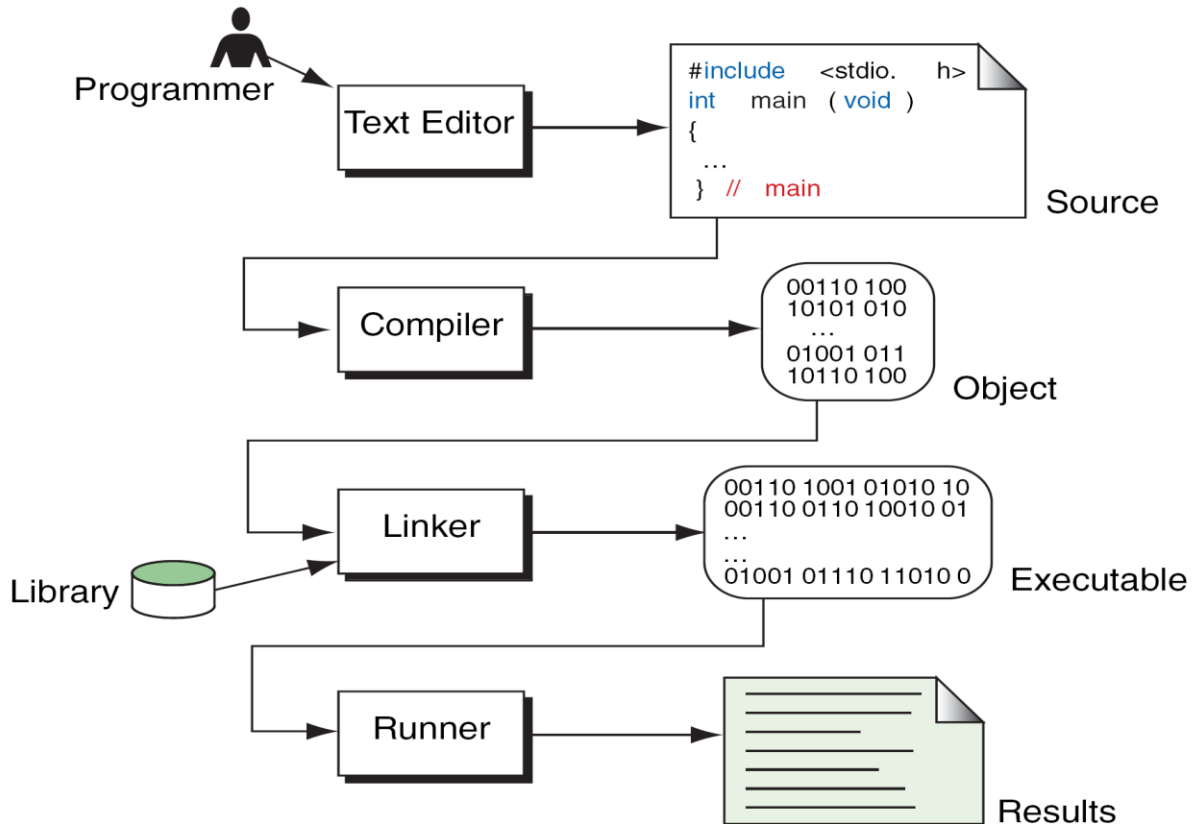 Programmer
Text Editor
#include <stdio. h>
int main ( void )
{
...
} // main
Source
Compiler
00110 100
10101 010
...
01001 011
10110 100
Object
Linker
Library
00110 1001 01010 10
00110 0110 10010 01
...
...
01001 01110 11010 0
Executable
Runner
Results